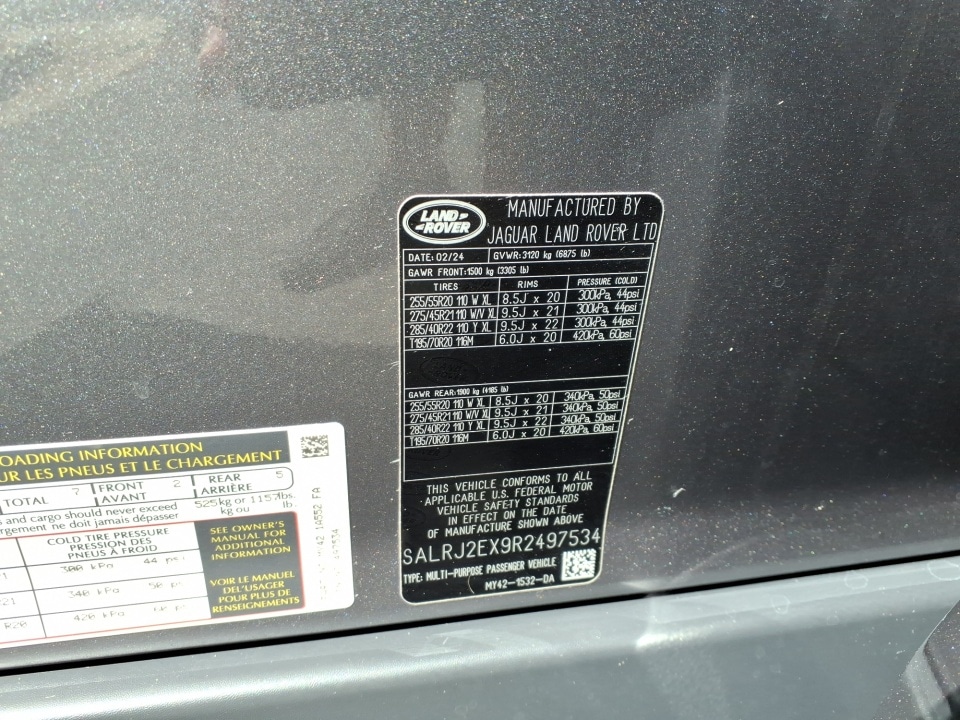 LAND ROVER
MANUFACTURED BY
JAGUAR LAND ROVER LTD
DATE: 02/24 GVWR: 3120 kg (6875 lb)
GAWR FRONT: 1500 kg (3305 lb)
TIRES RIMS PRESSURE (COLD)
255/55R20 110 W XL 8.5J x 20 300kPa, 44psi
275/45R21 110 W/V XL 9.5J x 21 300kPa, 44psi
285/40R22 110 Y XL 9.5J x 22 300kPa, 44psi
T195/70R20 116M 6.0J x 20 420kPa, 60psi
GAWR REAR: 1900 kg (4185 lb)
255/55R20 110 W XL 8.5J x 20 340kPa, 50psi
275/45R21 110 W/V XL 9.5J x 21 340kPa, 50psi
285/40R22 110 Y XL 9.5J x 22 340kPa, 50psi
T195/70R20 116M 6.0J x 20 420kPa, 60psi
THIS VEHICLE CONFORMS TO ALL
APPLICABLE U.S. FEDERAL MOTOR
VEHICLE SAFETY STANDARDS
IN EFFECT ON THE DATE
OF MANUFACTURE SHOWN ABOVE
SALRJ2EX9R2497534
TYPE: MULTI-PURPOSE PASSENGER VEHICLE
MY42-1532-DA
OADING INFORMATION
UR LES PNEUS ET LE CHARGEMENT
TOTAL 7 FRONT AVANT 2 REAR ARRIÈRE 5
s and cargo should never exceed 525 kg or 1157 lbs.
argement ne doit jamais dépasser kg ou lb.
COLD TIRE PRESSURE
PRESSION DES
PNEUS À FROID
300 kPa 44 psi
R21 340 kPa 50 psi
R20 420 kPa
SEE OWNER'S
MANUAL FOR
ADDITIONAL
INFORMATION
VOIR LE MANUEL
DE L'USAGER
POUR PLUS DE
RENSEIGNEMENTS